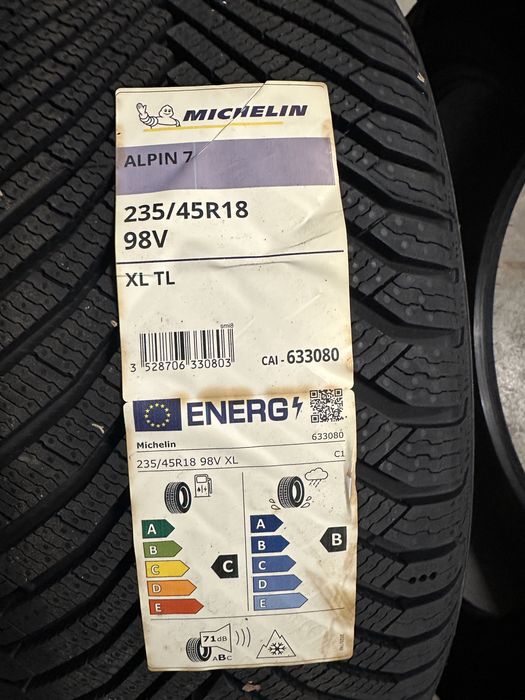 MICHELIN
ALPIN 7
235/45R18
98V
XL TL
smi8
3 528706 330803
CAI - 633080
ENERG
Michelin
633080
235/45R18 98V XL
C1
A
B
C
D
E
C
A
B
C
D
E
B
71dB
ABC